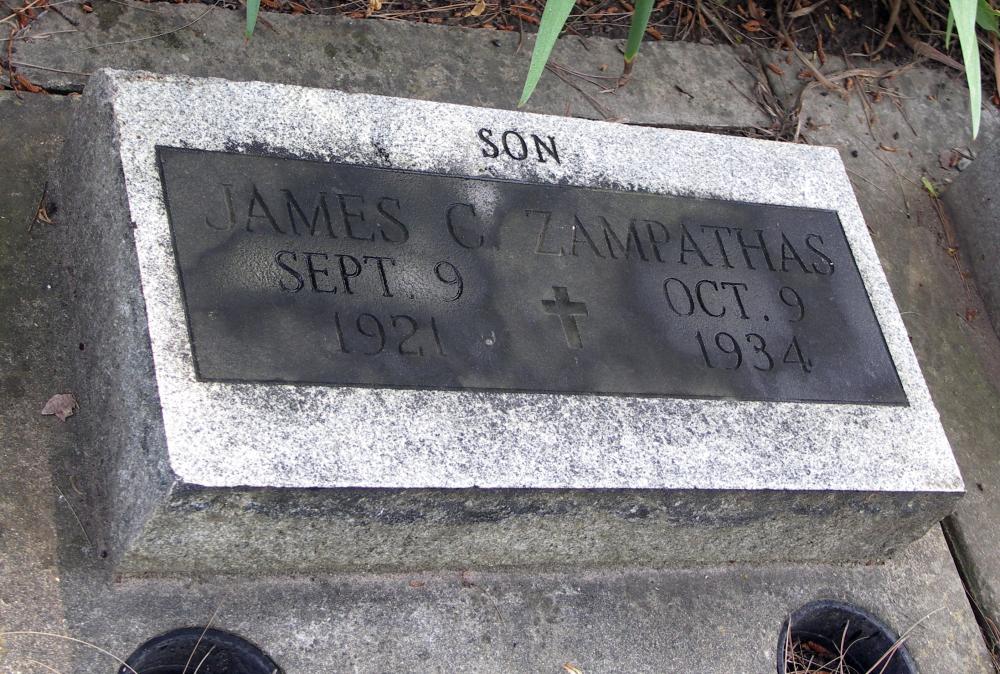 SON
JAMES C. ZAMPATHAS
SEPT. 9 OCT. 9
1921 1934